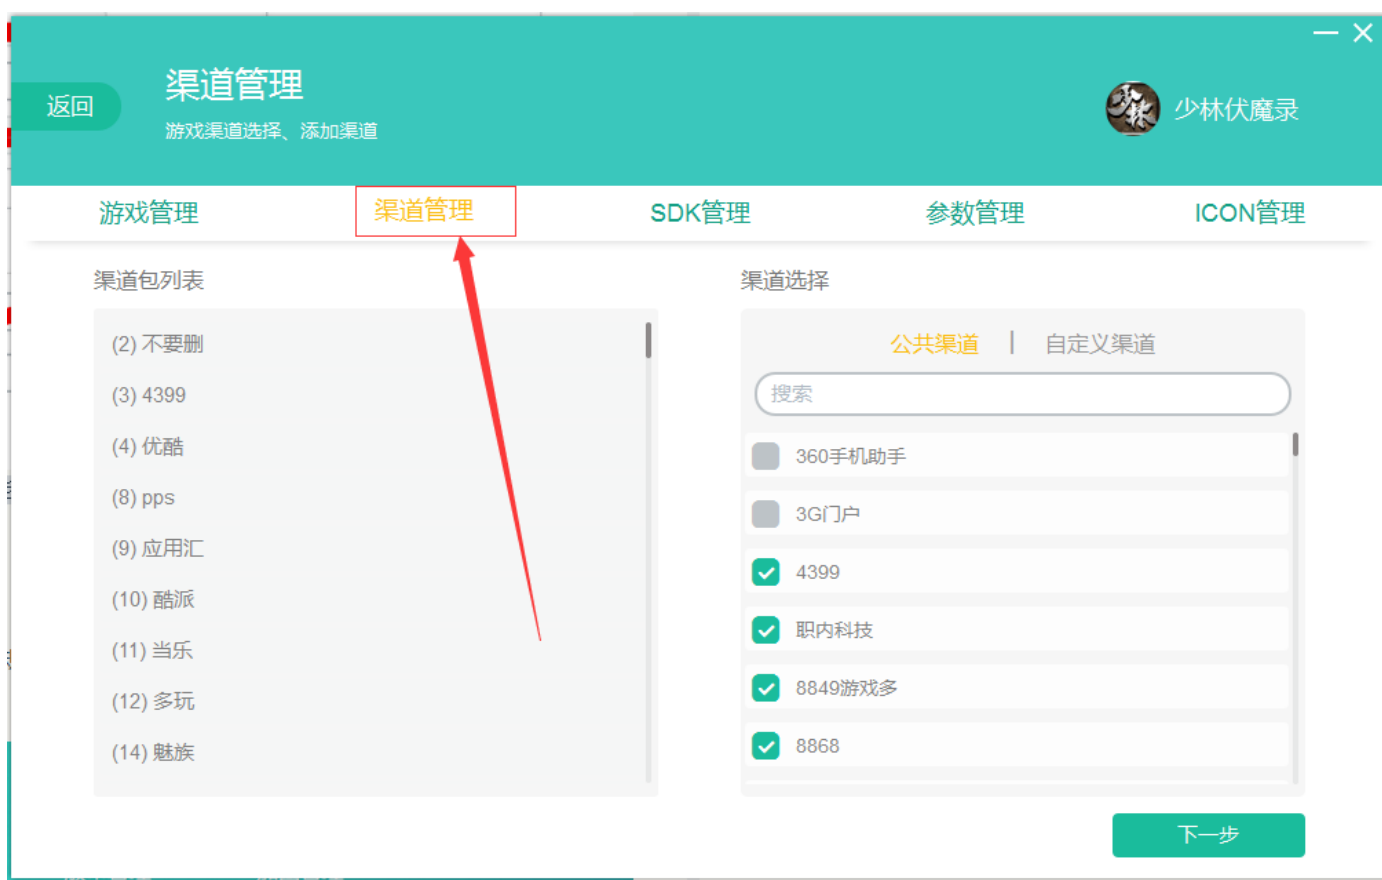 返回
渠道管理
游戏渠道选择、添加渠道
少林
少林伏魔录
游戏管理
渠道管理
SDK管理
参数管理
ICON管理
渠道包列表
(2) 不要删
(3) 4399
(4) 优酷
(8) pps
(9) 应用汇
(10) 酷派
(11) 当乐
(12) 多玩
(14) 魅族
渠道选择
公共渠道 | 自定义渠道
搜索
360手机助手
3G门户
4399
职内科技
8849游戏多
8868
下一步